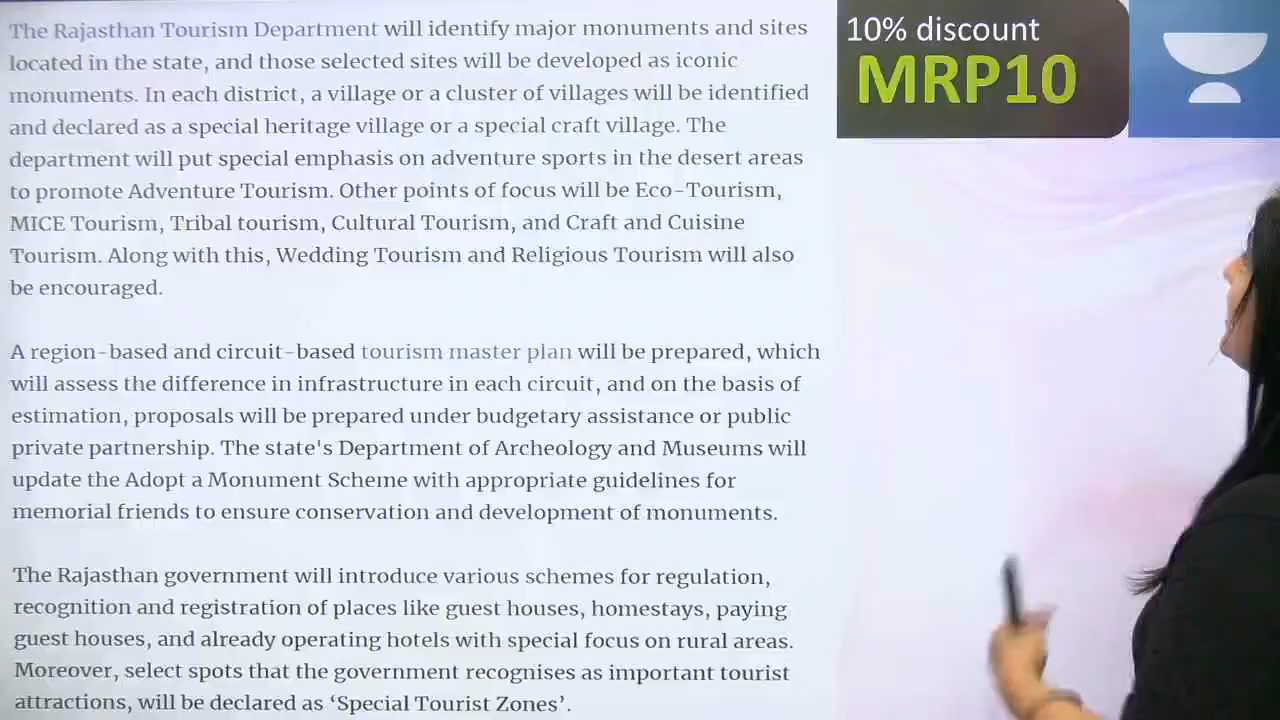 The Rajasthan Tourism Department will identify major monuments and sites
located in the state, and those selected sites will be developed as iconic
monuments. In each district, a village or a cluster of villages will be identified
and declared as a special heritage village or a special craft village. The
department will put special emphasis on adventure sports in the desert areas
to promote Adventure Tourism. Other points of focus will be Eco-Tourism,
MICE Tourism, Tribal tourism, Cultural Tourism, and Craft and Cuisine
Tourism. Along with this, Wedding Tourism and Religious Tourism will also
be encouraged.
A region-based and circuit-based tourism master plan will be prepared, which
will assess the difference in infrastructure in each circuit, and on the basis of
estimation, proposals will be prepared under budgetary assistance or public
private partnership. The state's Department of Archeology and Museums will
update the Adopt a Monument Scheme with appropriate guidelines for
memorial friends to ensure conservation and development of monuments.
The Rajasthan government will introduce various schemes for regulation,
recognition and registration of places like guest houses, homestays, paying
guest houses, and already operating hotels with special focus on rural areas.
Moreover, select spots that the government recognises as important tourist
attractions, will be declared as ‘Special Tourist Zones’.
10% discount
MRP10